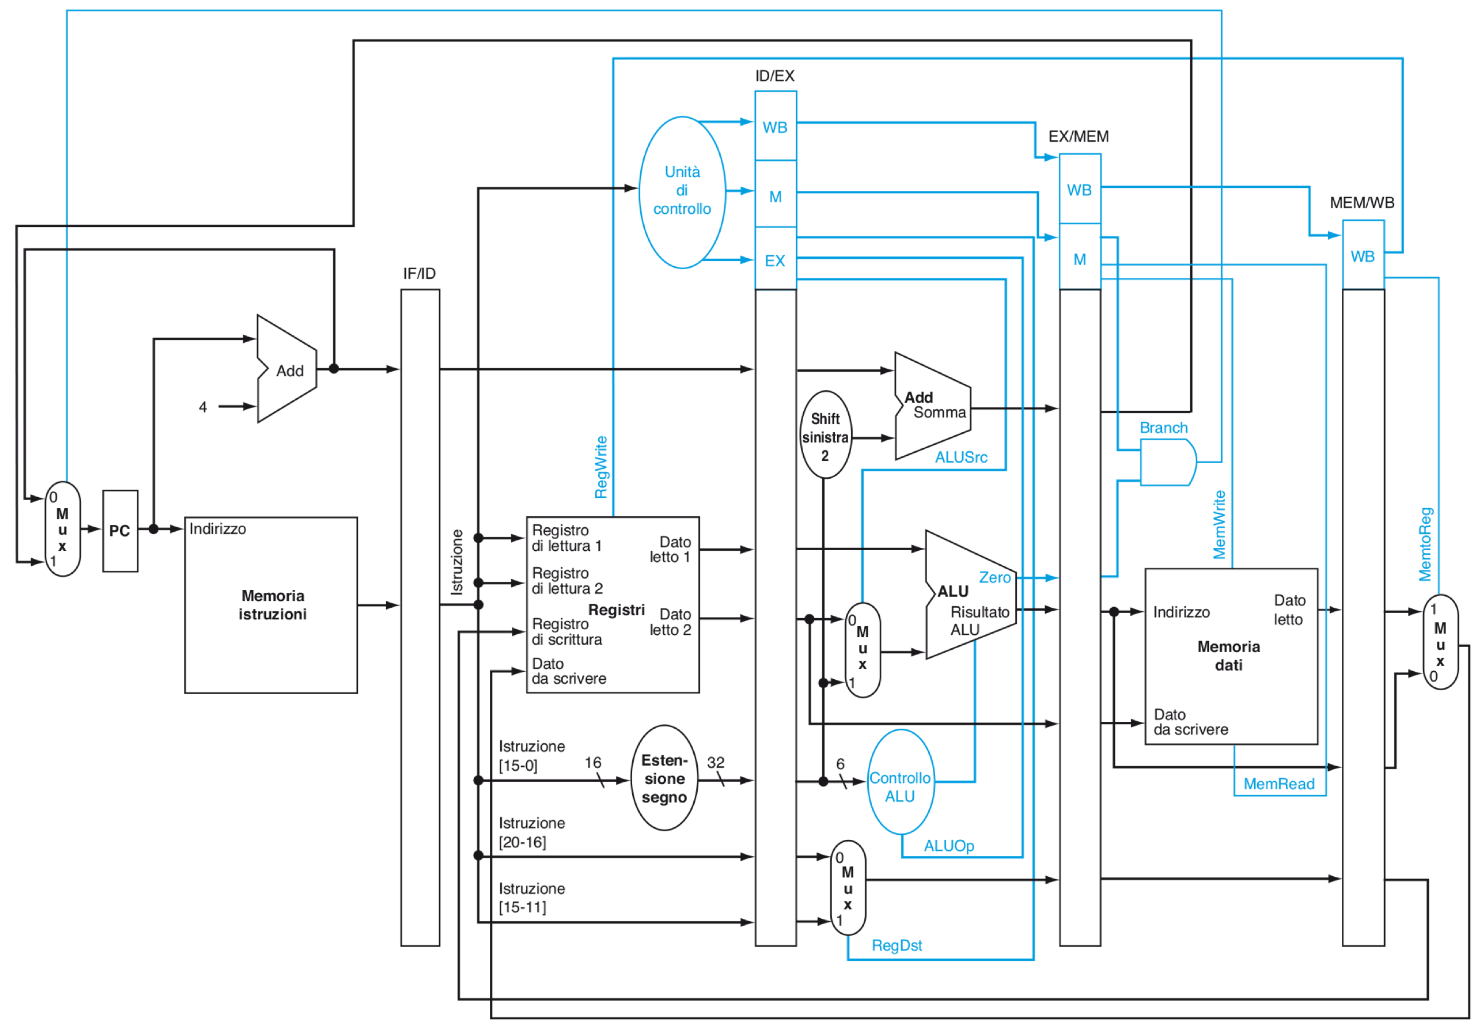 ID/EX
WB
M
EX
Unità
di
controllo
EX/MEM
WB
M
MEM/WB
WB
IF/ID
Add
4
Add
Somma
Shift
sinistra
2
ALUSrc
Branch
RegWrite
MemWrite
MemtoReg
0
M
u
x
1
PC
Indirizzo
Memoria
istruzioni
Istruzione
Registro
di lettura 1
Registro
di lettura 2
Registri
Registro
di scrittura
Dato
da scrivere
Dato
letto 1
Dato
letto 2
0
M
u
x
1
Zero
ALU
Risultato
ALU
Indirizzo
Dato
letto
Memoria
dati
Dato
da scrivere
1
M
u
x
0
MemRead
Istruzione
[15-0]
16
Esten-
sione
segno
32
6
Controllo
ALU
ALUOp
Istruzione
[20-16]
Istruzione
[15-11]
0
M
u
x
1
RegDst